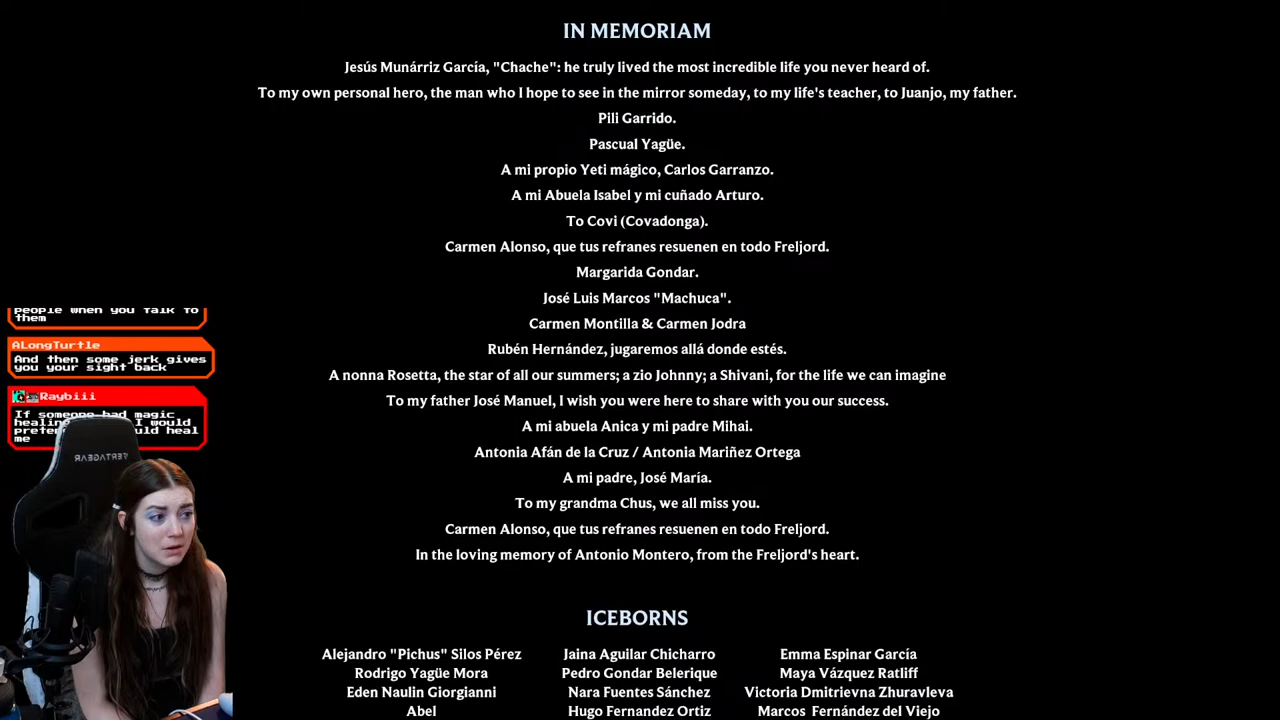 IN MEMORIAM
Jesús Munárriz García, "Chache": he truly lived the most incredible life you never heard of.
To my own personal hero, the man who I hope to see in the mirror someday, to my life's teacher, to Juanjo, my father.
Pili Garrido.
Pascual Yagüe.
A mi propio Yeti mágico, Carlos Garranzo.
A mi Abuela Isabel y mi cuñado Arturo.
To Covi (Covadonga).
Carmen Alonso, que tus refranes resuenen en todo Freljord.
Margarida Gondar.
José Luis Marcos "Machuca".
Carmen Montilla & Carmen Jodra
Rubén Hernández, jugaremos allá donde estés.
A nonna Rosetta, the star of all our summers; a zio Johnny; a Shivani, for the life we can imagine
To my father José Manuel, I wish you were here to share with you our success.
A mi abuela Anica y mi padre Mihai.
Antonia Afán de la Cruz / Antonia Mariñez Ortega
A mi padre, José María.
To my grandma Chus, we all miss you.
Carmen Alonso, que tus refranes resuenen en todo Freljord.
In the loving memory of Antonio Montero, from the Freljord's heart.
ICEBORNS
Alejandro "Pichus" Silos Pérez
Rodrigo Yagüe Mora
Eden Naulin Giorgianni
Abel
Jaina Aguilar Chicharro
Pedro Gondar Belerique
Nara Fuentes Sánchez
Hugo Fernandez Ortiz
Emma Espinar García
Maya Vázquez Ratliff
Victoria Dmitrievna Zhuravleva
Marcos Fernández del Viejo
people when you talk to
them
ALongTurtle
And then some jerk gives
you your sight back
Raybiii
If someone had magic
healing I would
heal
me
VERTAGEAR